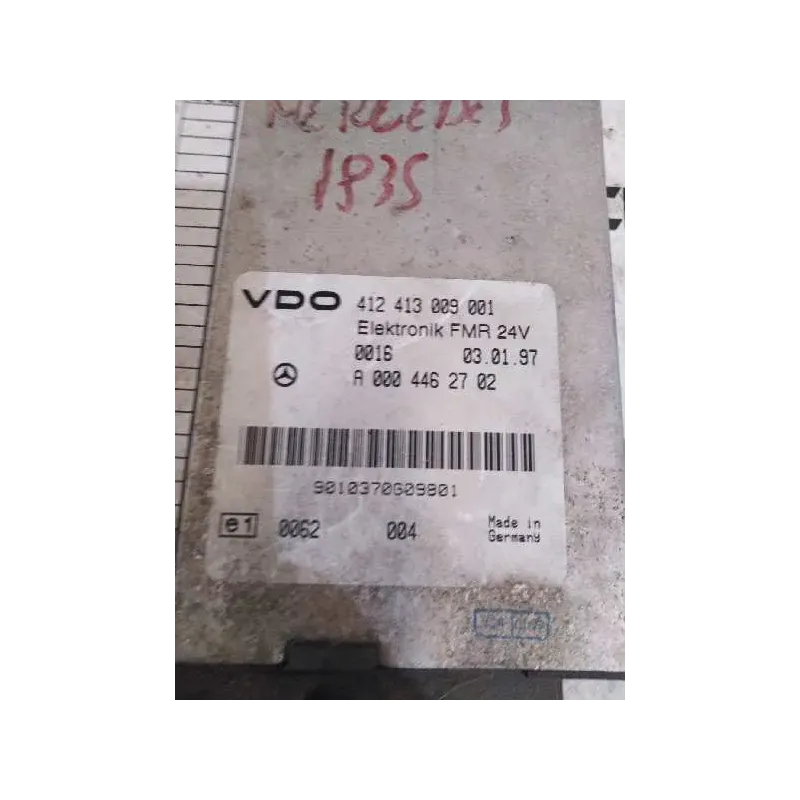 MERCEDES
1935
VDO 412 413 009 001
Elektronik FMR 24V
0016 03.01.97
A 000 446 27 02
9010370G09801
e1 0062 004 Made in
Germany